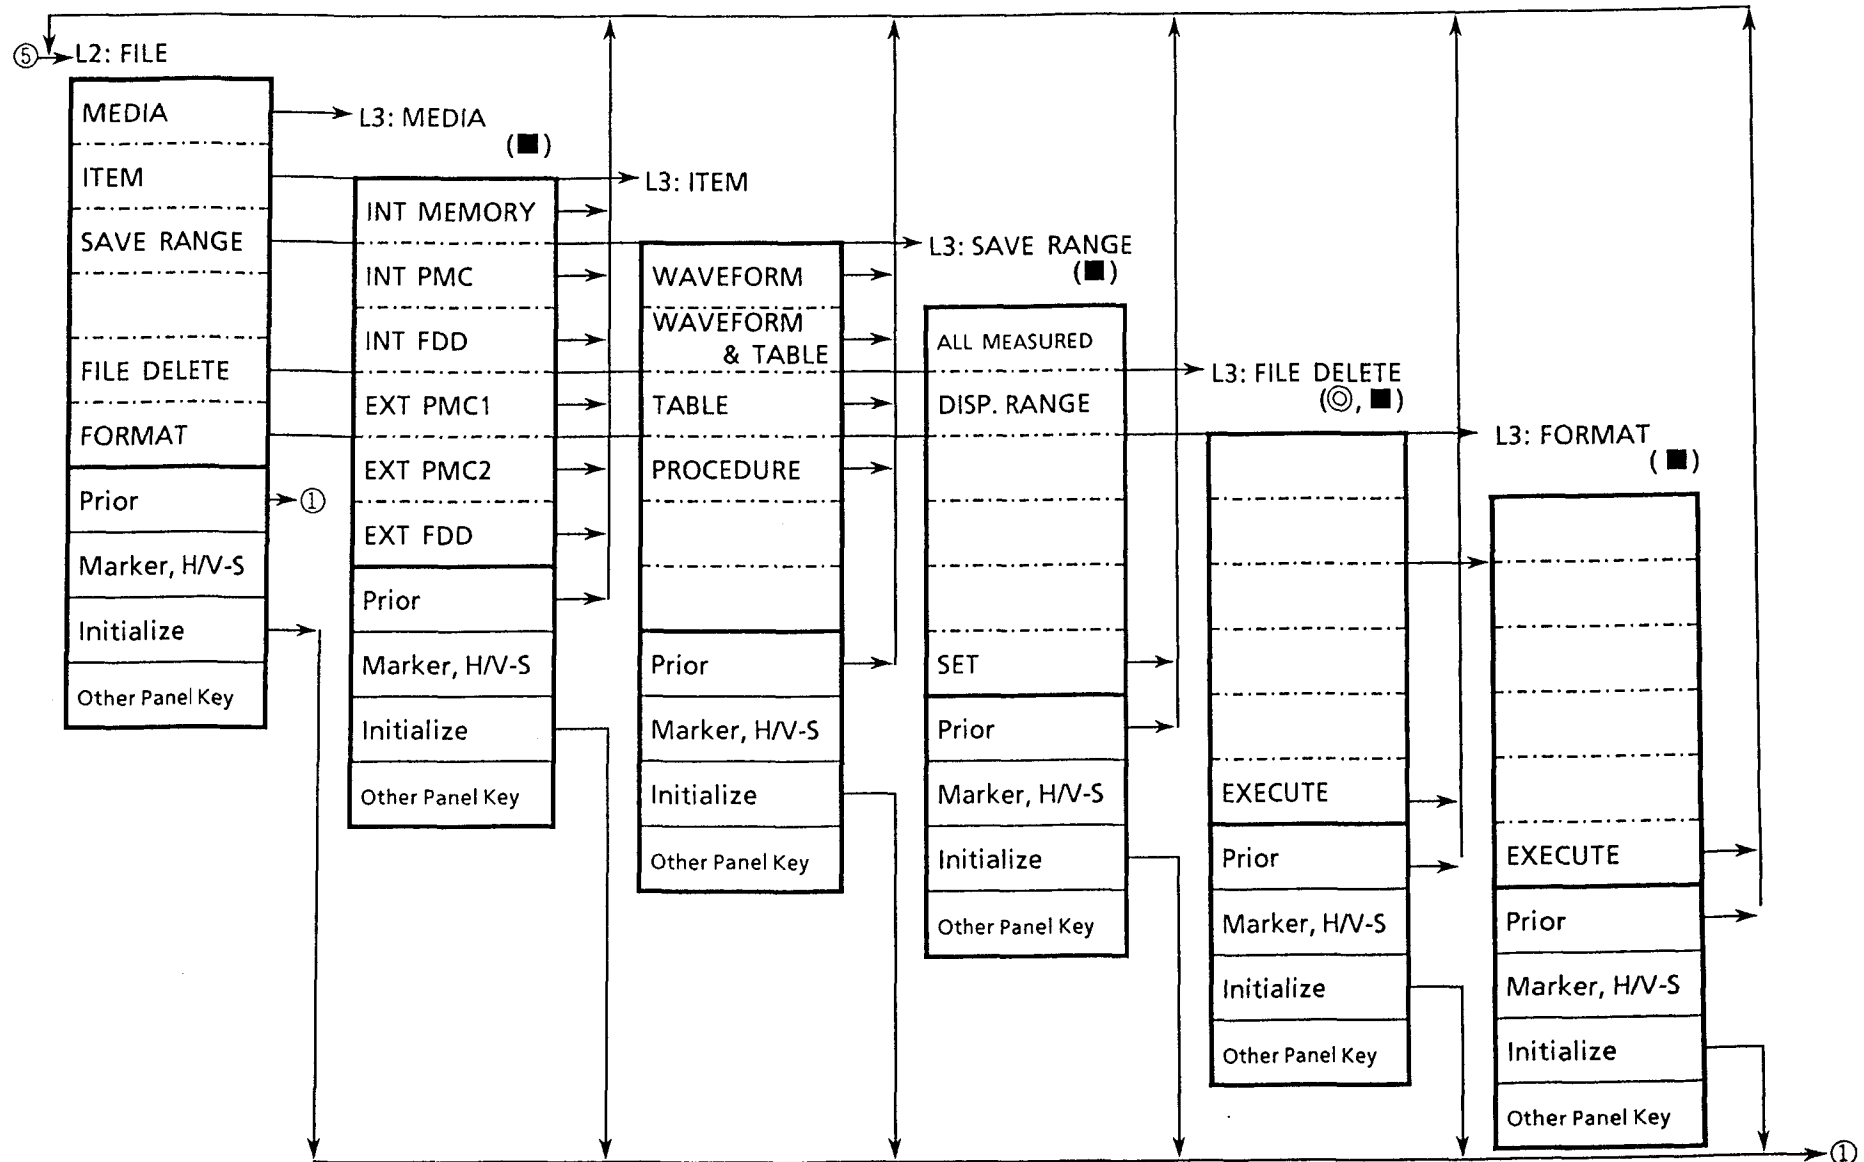 ⑤ L2: FILE
MEDIA
ITEM
SAVE RANGE
FILE DELETE
FORMAT
Prior
①
Marker, H/V-S
Initialize
Other Panel Key
L3: MEDIA
(■)
INT MEMORY
INT PMC
INT FDD
EXT PMC1
EXT PMC2
EXT FDD
Prior
Marker, H/V-S
Initialize
Other Panel Key
L3: ITEM
WAVEFORM
WAVEFORM
& TABLE
TABLE
PROCEDURE
Prior
Marker, H/V-S
Initialize
Other Panel Key
L3: SAVE RANGE
(■)
ALL MEASURED
DISP. RANGE
SET
Prior
Marker, H/V-S
Initialize
Other Panel Key
L3: FILE DELETE
(◎, ■)
EXECUTE
Prior
Marker, H/V-S
Initialize
Other Panel Key
L3: FORMAT
(■)
EXECUTE
Prior
Marker, H/V-S
Initialize
Other Panel Key
①